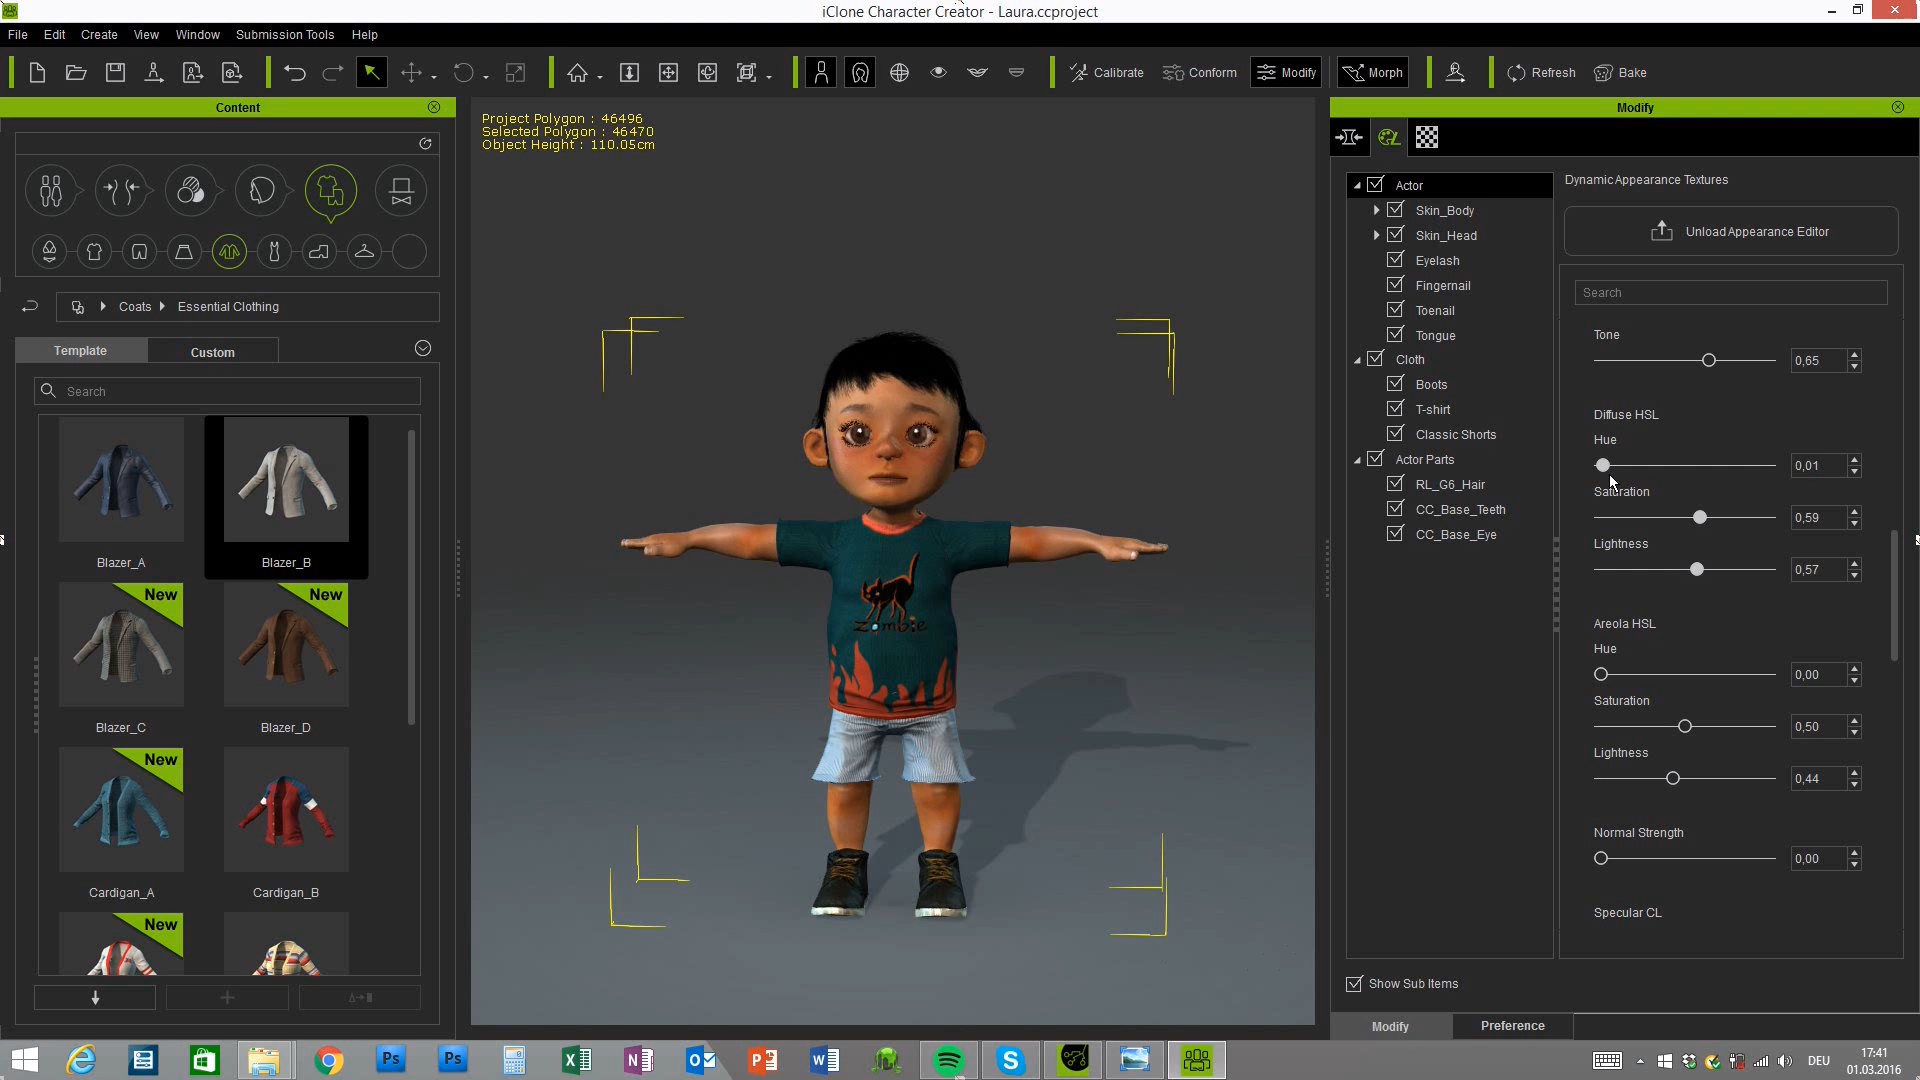 iClone Character Creator - Laura.ccproject
File Edit Create View Window Submission Tools Help
Calibrate Conform Modify Morph Refresh Bake
Content
Coats Essential Clothing
Template Custom
Search
Blazer_A Blazer_B
New New
Blazer_C Blazer_D
New
Cardigan_A Cardigan_B
New
Project Polygon : 46496
Selected Polygon : 46470
Object Height : 110.05cm
Zombie
Modify
Actor
Skin_Body
Skin_Head
Eyelash
Fingernail
Toenail
Tongue
Cloth
Boots
T-shirt
Classic Shorts
Actor Parts
RL_G6_Hair
CC_Base_Teeth
CC_Base_Eye
Dynamic Appearance Textures
Unload Appearance Editor
Search
Tone
0,65
Diffuse HSL
Hue
0,01
Saturation
0,59
Lightness
0,57
Areola HSL
Hue
0,00
Saturation
0,50
Lightness
0,44
Normal Strength
0,00
Specular CL
Show Sub Items
Modify Preference
Ps Ps
DEU
17:41
01.03.2016